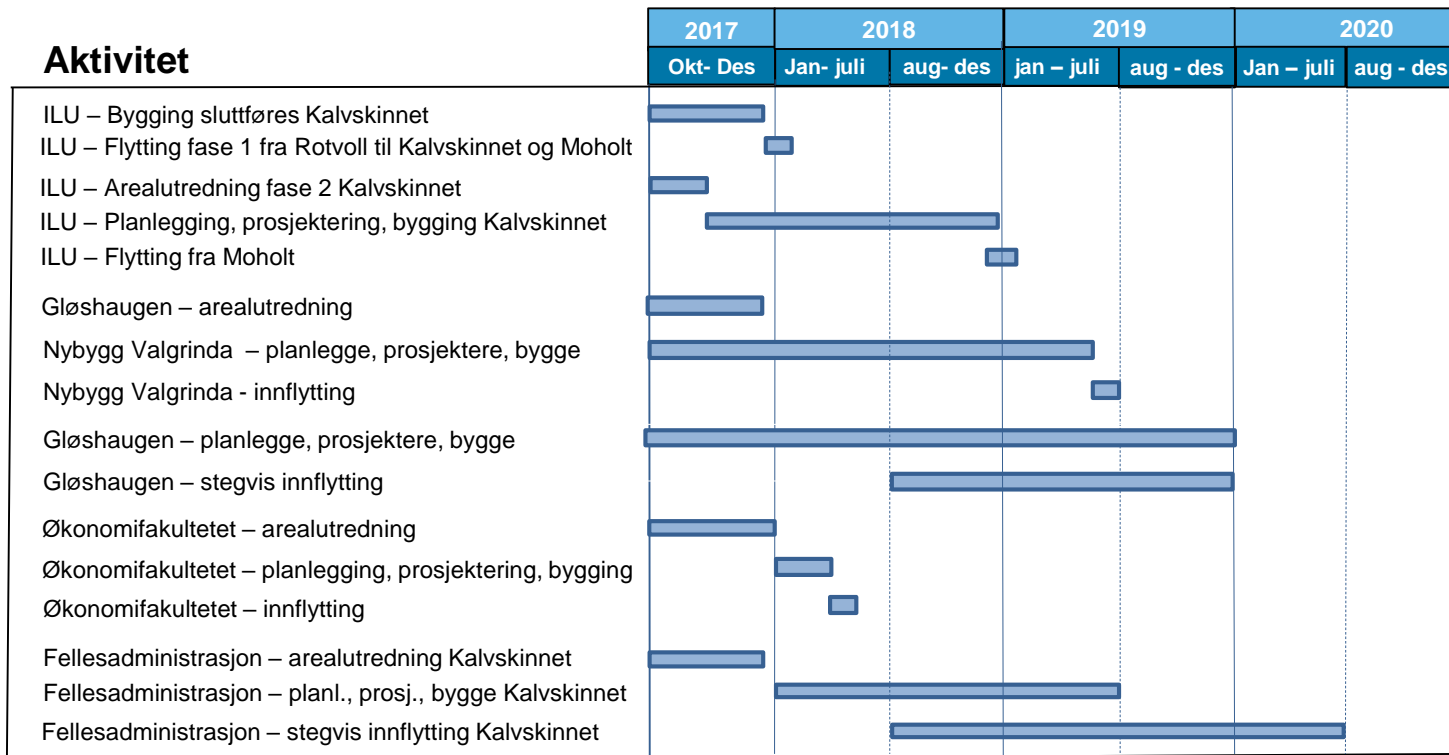 2017 2018 2019 2020
Aktivitet
Okt- Des Jan- juli aug- des jan – juli aug - des Jan – juli aug - des
ILU – Bygging sluttføres Kalvskinnet
ILU – Flytting fase 1 fra Rotvoll til Kalvskinnet og Moholt
ILU – Arealutredning fase 2 Kalvskinnet
ILU – Planlegging, prosjektering, bygging Kalvskinnet
ILU – Flytting fra Moholt
Gløshaugen – arealutredning
Nybygg Valgrinda – planlegge, prosjektere, bygge
Nybygg Valgrinda - innflytting
Gløshaugen – planlegge, prosjektere, bygge
Gløshaugen – stegvis innflytting
Økonomifakultetet – arealutredning
Økonomifakultetet – planlegging, prosjektering, bygging
Økonomifakultetet – innflytting
Fellesadministrasjon – arealutredning Kalvskinnet
Fellesadministrasjon – planl., prosj., bygge Kalvskinnet
Fellesadministrasjon – stegvis innflytting Kalvskinnet